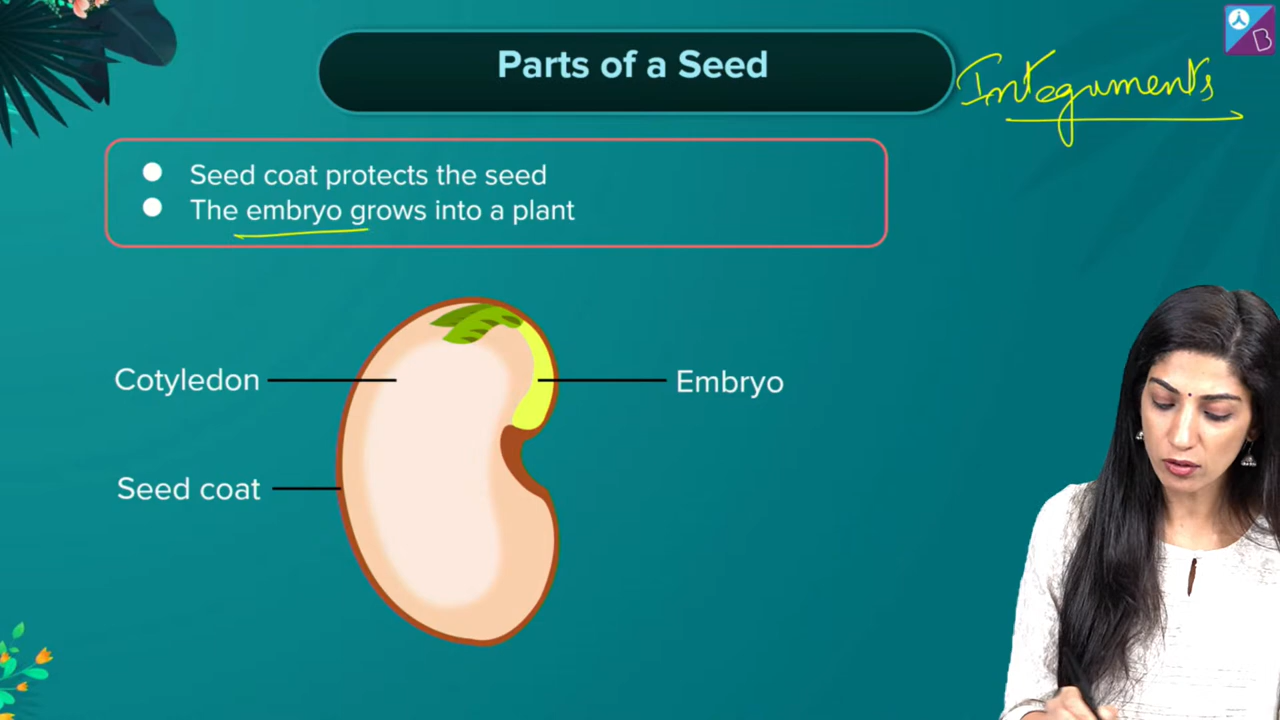 Parts of a Seed
Integuments
B
Seed coat protects the seed
The embryo grows into a plant
Cotyledon
Embryo
Seed coat